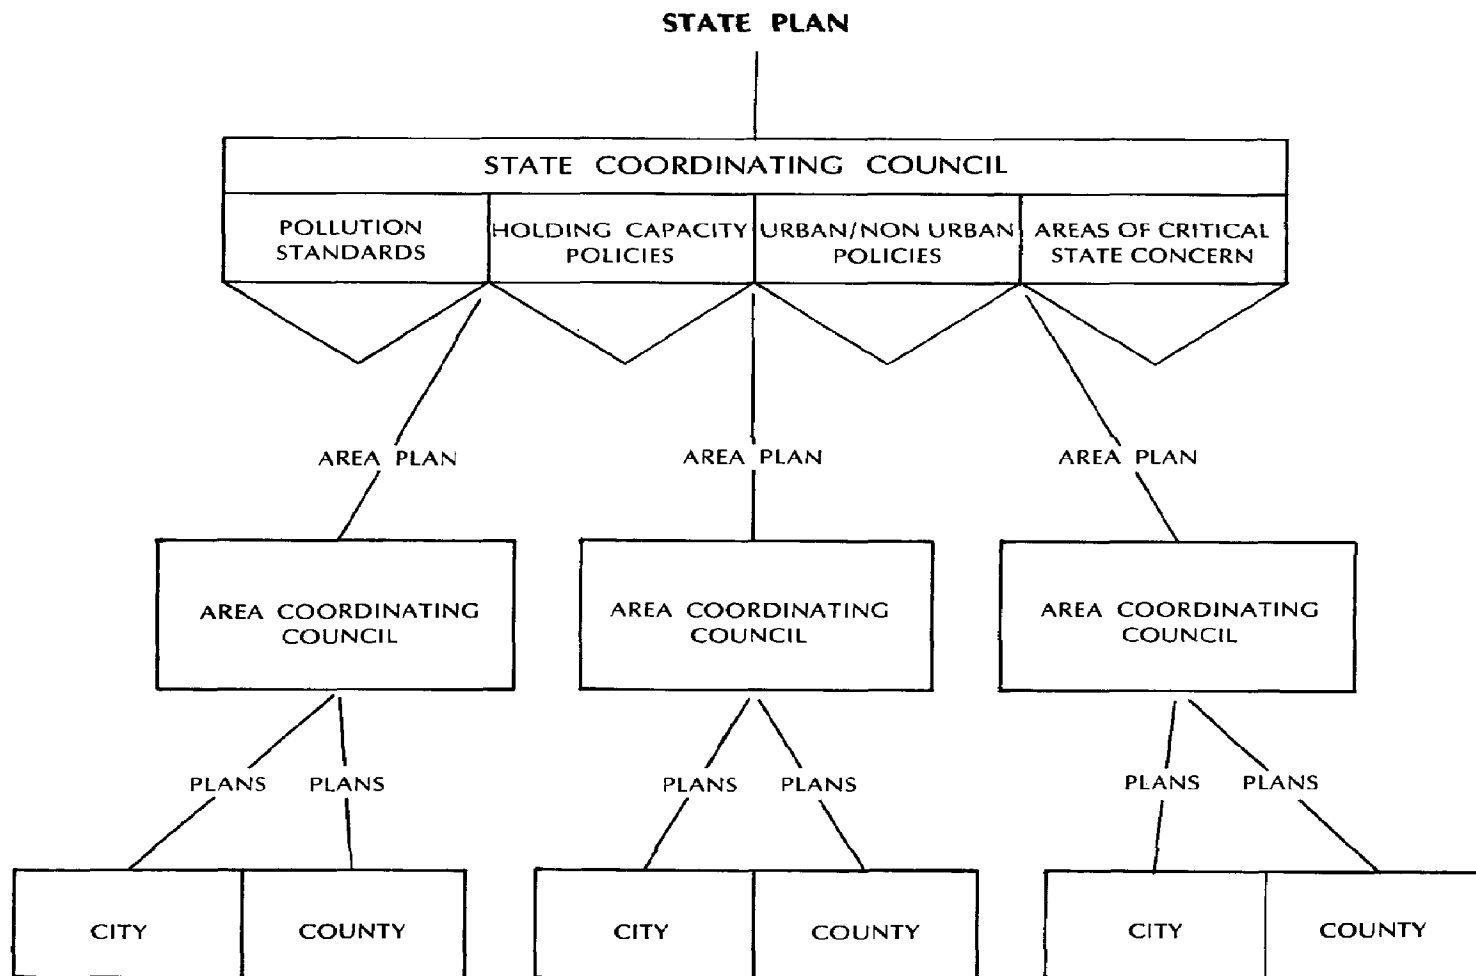 STATE PLAN
STATE COORDINATING COUNCIL
POLLUTION
STANDARDS
HOLDING CAPACITY
POLICIES
URBAN/NON URBAN
POLICIES
AREAS OF CRITICAL
STATE CONCERN
AREA PLAN
AREA PLAN
AREA PLAN
AREA COORDINATING
COUNCIL
AREA COORDINATING
COUNCIL
AREA COORDINATING
COUNCIL
PLANS
PLANS
PLANS
PLANS
PLANS
PLANS
CITY
COUNTY
CITY
COUNTY
CITY
COUNTY